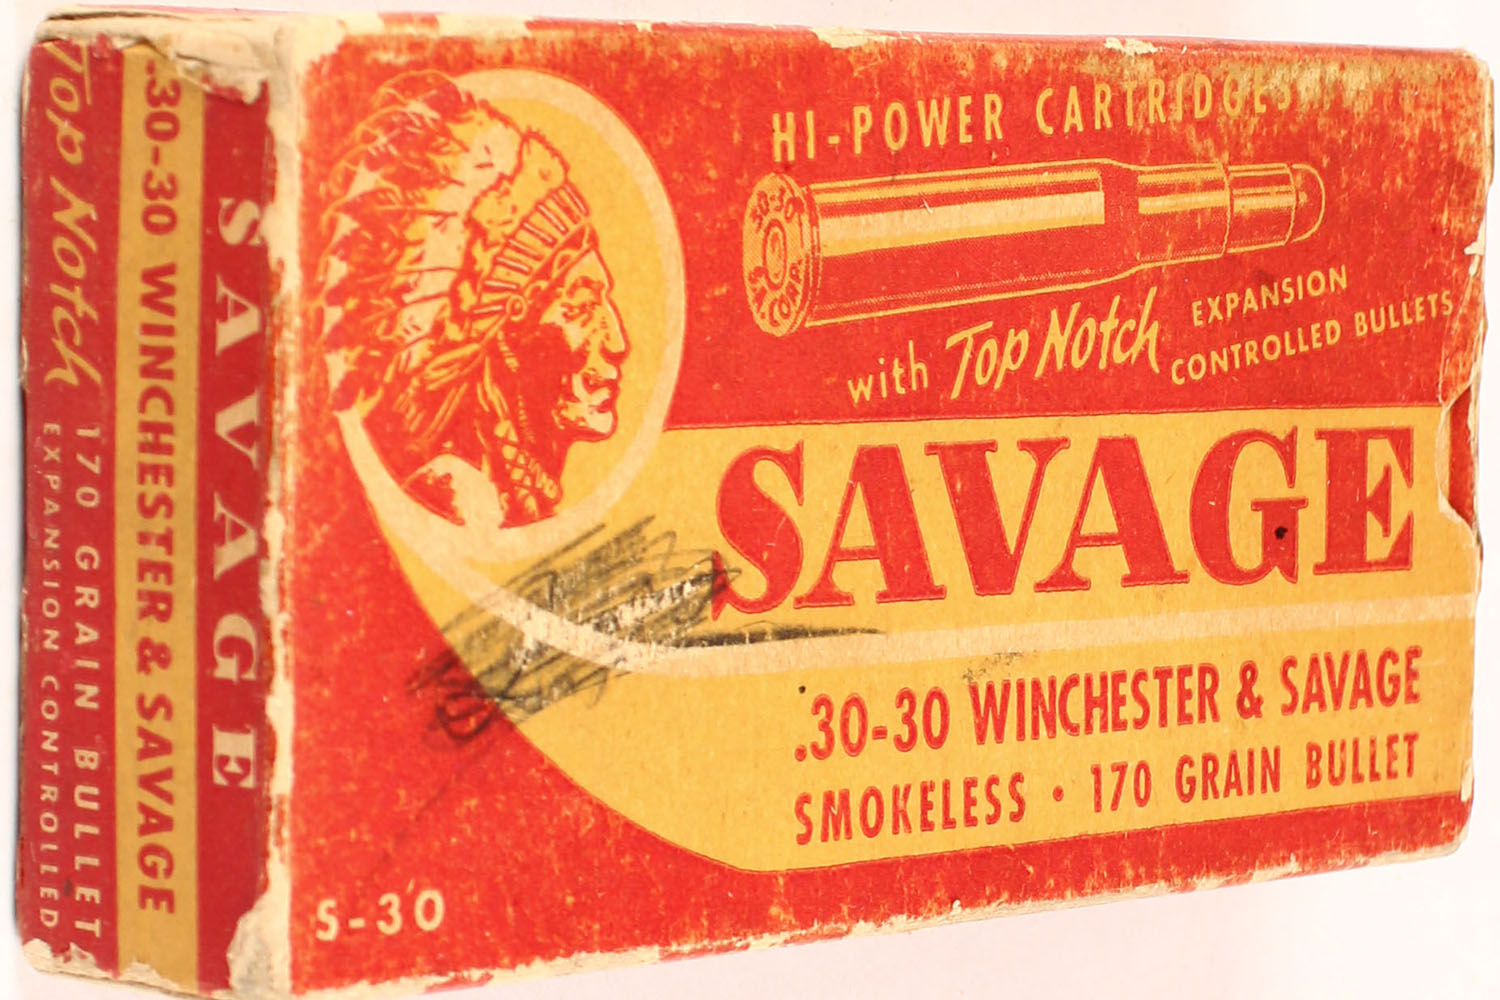 HI-POWER CARTRIDGES
30-30
with Top Notch EXPANSION
CONTROLLED BULLETS
SAVAGE
.30-30 WINCHESTER & SAVAGE
SMOKELESS • 170 GRAIN BULLET
S-30
SAVAGE
.30-30 WINCHESTER & SAVAGE
Top Notch 170 GRAIN BULLET
EXPANSION CONTROLLED